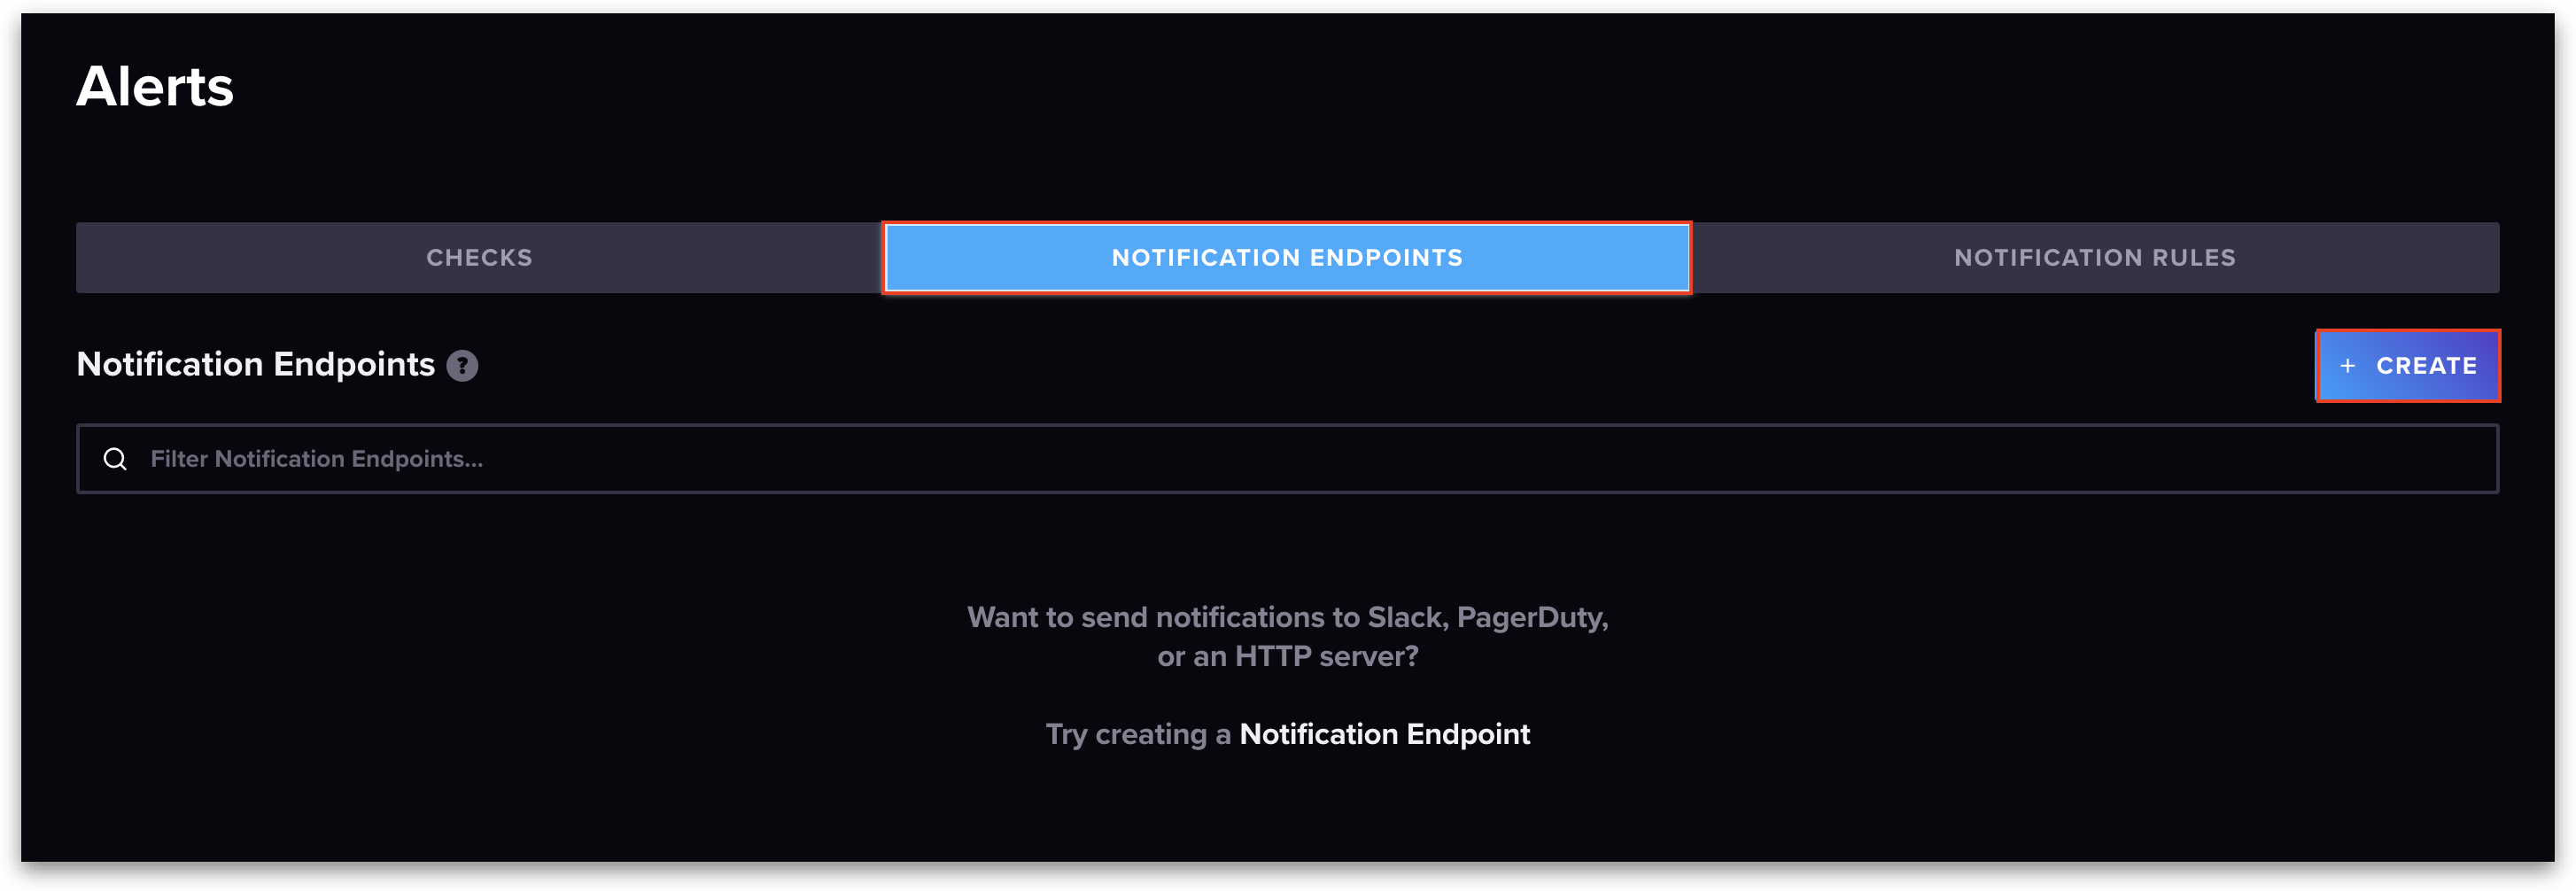 Alerts
CHECKS
NOTIFICATION ENDPOINTS
NOTIFICATION RULES
Notification Endpoints ?
+ CREATE
Filter Notification Endpoints...
Want to send notifications to Slack, PagerDuty,
or an HTTP server?
Try creating a Notification Endpoint